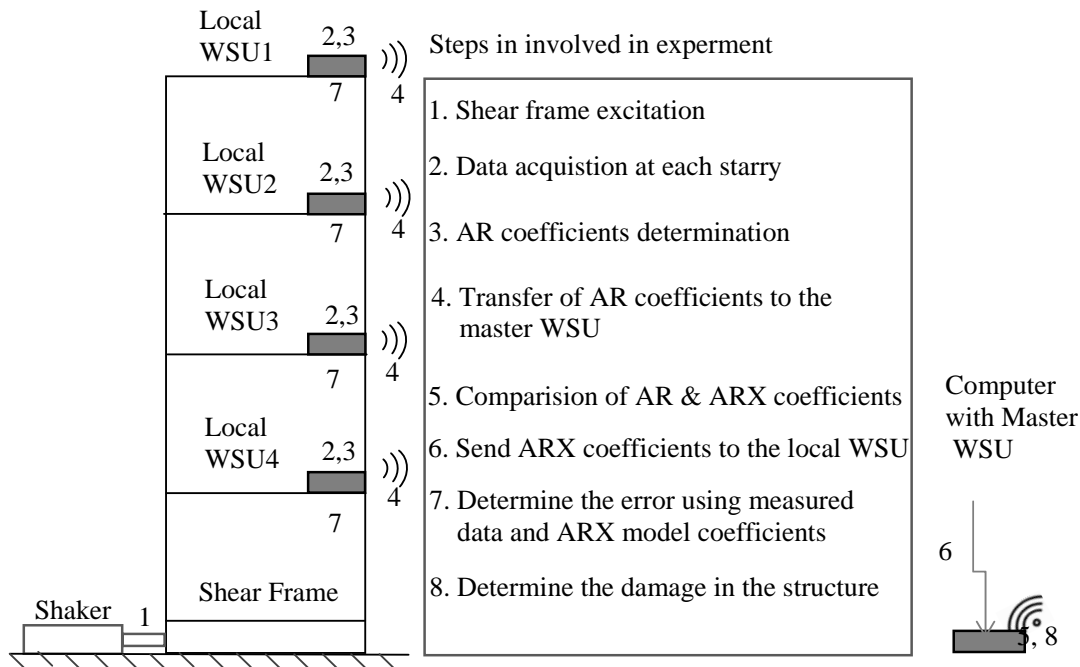 Local
WSU1
2,3
7
4
Local
WSU2
2,3
7
4
Local
WSU3
2,3
7
4
Local
WSU4
2,3
7
4
Shear Frame
Shaker
1
Steps in involved in experment
1. Shear frame excitation
2. Data acquistion at each starry
3. AR coefficients determination
4. Transfer of AR coefficients to the
master WSU
5. Comparision of AR & ARX coefficients
6. Send ARX coefficients to the local WSU
7. Determine the error using measured
data and ARX model coefficients
8. Determine the damage in the structure
Computer
with Master
WSU
6
5, 8